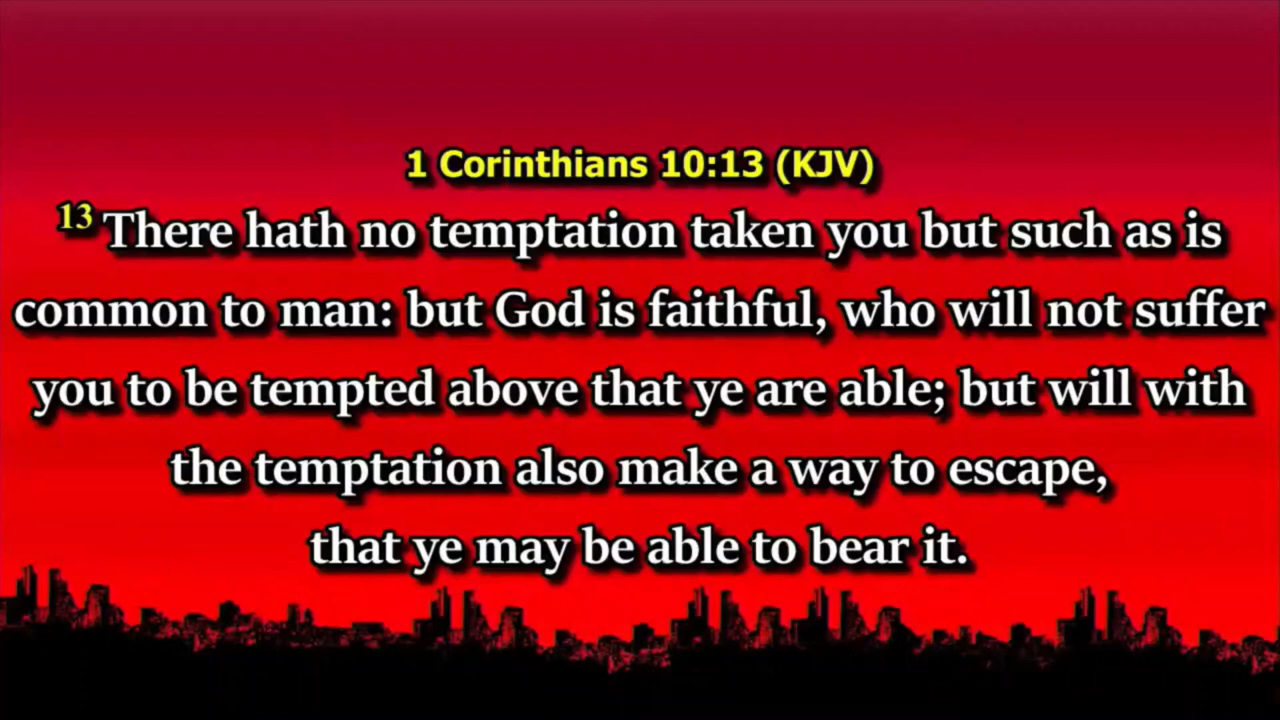 1 Corinthians 10:13 (KJV)
13 There hath no temptation taken you but such as is
common to man: but God is faithful, who will not suffer
you to be tempted above that ye are able; but will with
the temptation also make a way to escape,
that ye may be able to bear it.